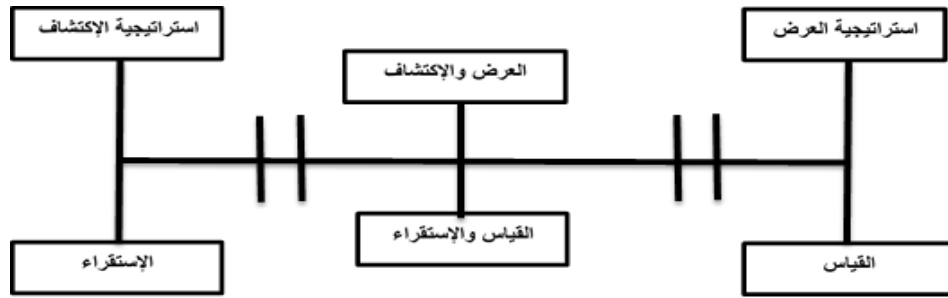 استراتيجية العرض
العرض والإكتشاف
استراتيجية الإكتشاف
القياس
القياس والإستقراء
الإستقراء